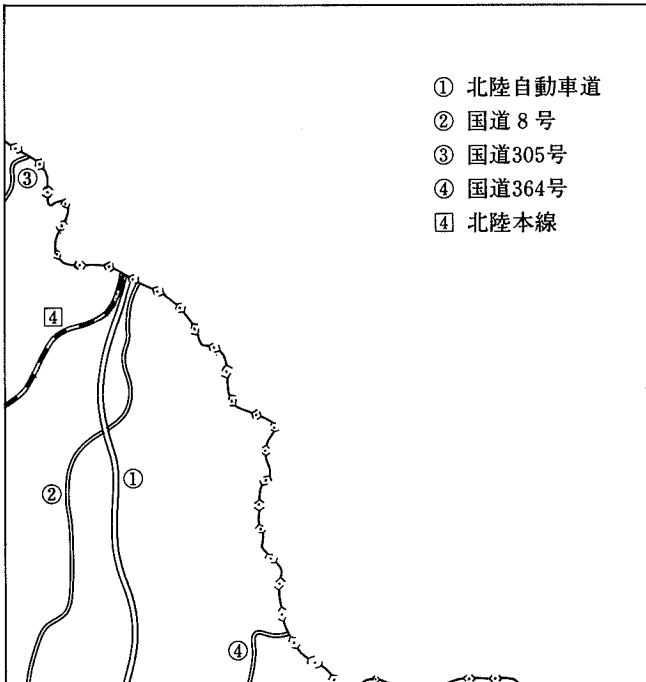 ① 北陸自動車道
② 国道8号
③ 国道305号
④ 国道364号
4 北陸本線
③
4
①
②
④